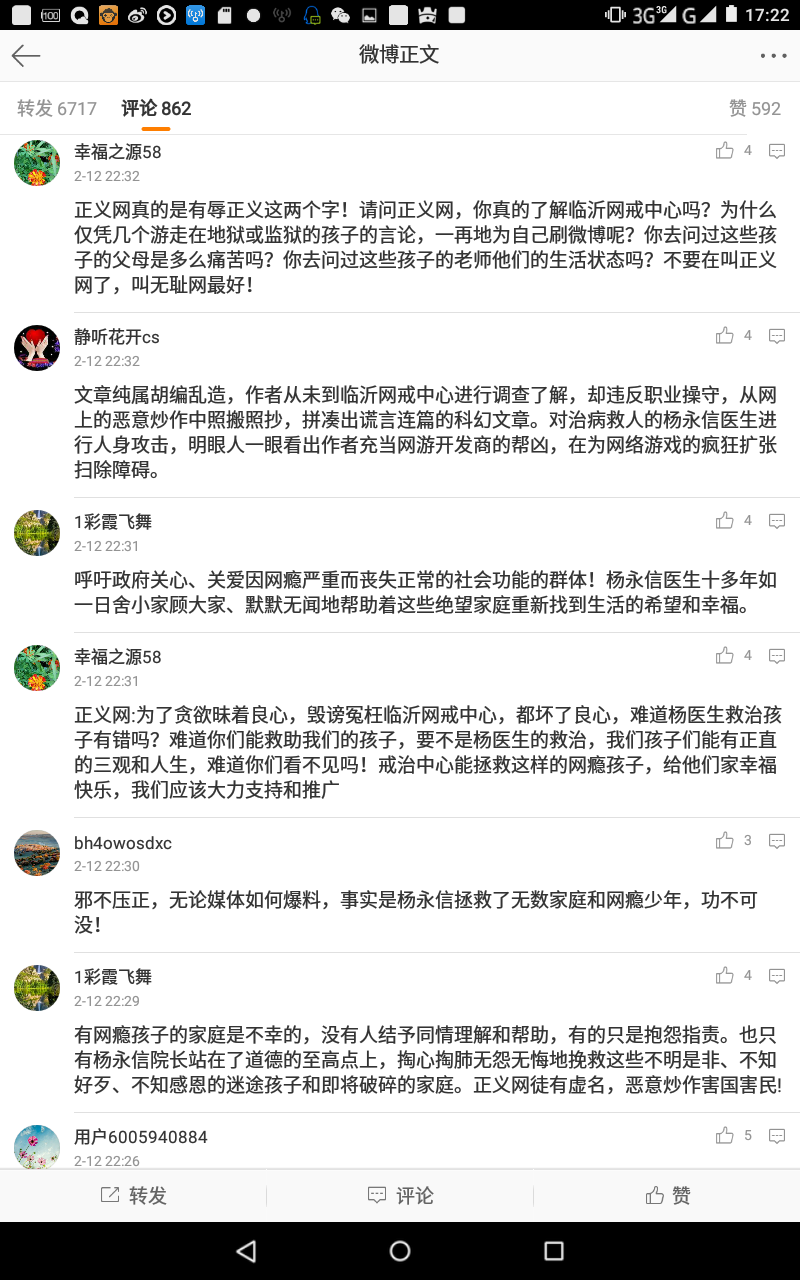 100
3G
3G
G
17:22
微博正文
转发 6717
评论 862
赞 592
幸福之源58
4
2-12 22:32
正义网真的是有辱正义这两个字！请问正义网，你真的了解临沂网戒中心吗？为什么
仅凭几个游走在地狱或监狱的孩子的言论，一再地为自己刷微博呢？你去问过这些孩
子的父母是多么痛苦吗？你去问过这些孩子的老师他们的生活状态吗？不要在叫正义
网了，叫无耻网最好！
静听花开cs
4
2-12 22:32
文章纯属胡编乱造，作者从未到临沂网戒中心进行调查了解，却违反职业操守，从网
上的恶意炒作中照搬照抄，拼凑出谎言连篇的科幻文章。对治病救人的杨永信医生进
行人身攻击，明眼人一眼看出作者充当网游开发商的帮凶，在为网络游戏的疯狂扩张
扫除障碍。
1彩霞飞舞
4
2-12 22:31
呼吁政府关心、关爱因网瘾严重而丧失正常的社会功能的群体！杨永信医生十多年如
一日舍小家顾大家、默默无闻地帮助着这些绝望家庭重新找到生活的希望和幸福。
幸福之源58
4
2-12 22:31
正义网:为了贪欲昧着良心，毁谤冤枉临沂网戒中心，都坏了良心，难道杨医生救治孩
子有错吗？难道你们能救助我们的孩子，要不是杨医生的救治，我们孩子们能有正直
的三观和人生，难道你们看不见吗！戒治中心能拯救这样的网瘾孩子，给他们家幸福
快乐，我们应该大力支持和推广
bh4owosdxc
3
2-12 22:30
邪不压正，无论媒体如何爆料，事实是杨永信拯救了无数家庭和网瘾少年，功不可
没！
1彩霞飞舞
4
2-12 22:29
有网瘾孩子的家庭是不幸的，没有人结予同情理解和帮助，有的只是抱怨指责。也只
有杨永信院长站在了道德的至高点上，掏心掏肺无怨无悔地挽救这些不明是非、不知
好歹、不知感恩的迷途孩子和即将破碎的家庭。正义网徒有虚名，恶意炒作害国害民!
用户6005940884
5
2-12 22:26
转发
评论
赞